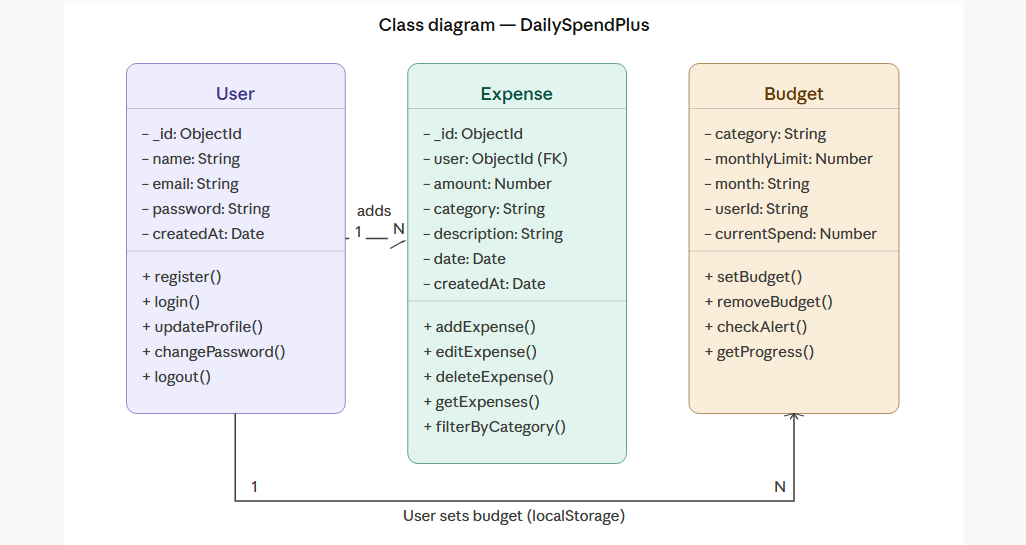 Class diagram — DailySpendPlus
User
– _id: ObjectId
– name: String
– email: String
– password: String
– createdAt: Date
+ register()
+ login()
+ updateProfile()
+ changePassword()
+ logout()
adds
1
N
Expense
– _id: ObjectId
– user: ObjectId (FK)
– amount: Number
– category: String
– description: String
– date: Date
– createdAt: Date
+ addExpense()
+ editExpense()
+ deleteExpense()
+ getExpenses()
+ filterByCategory()
Budget
– category: String
– monthlyLimit: Number
– month: String
– userId: String
– currentSpend: Number
+ setBudget()
+ removeBudget()
+ checkAlert()
+ getProgress()
1
N
User sets budget (localStorage)